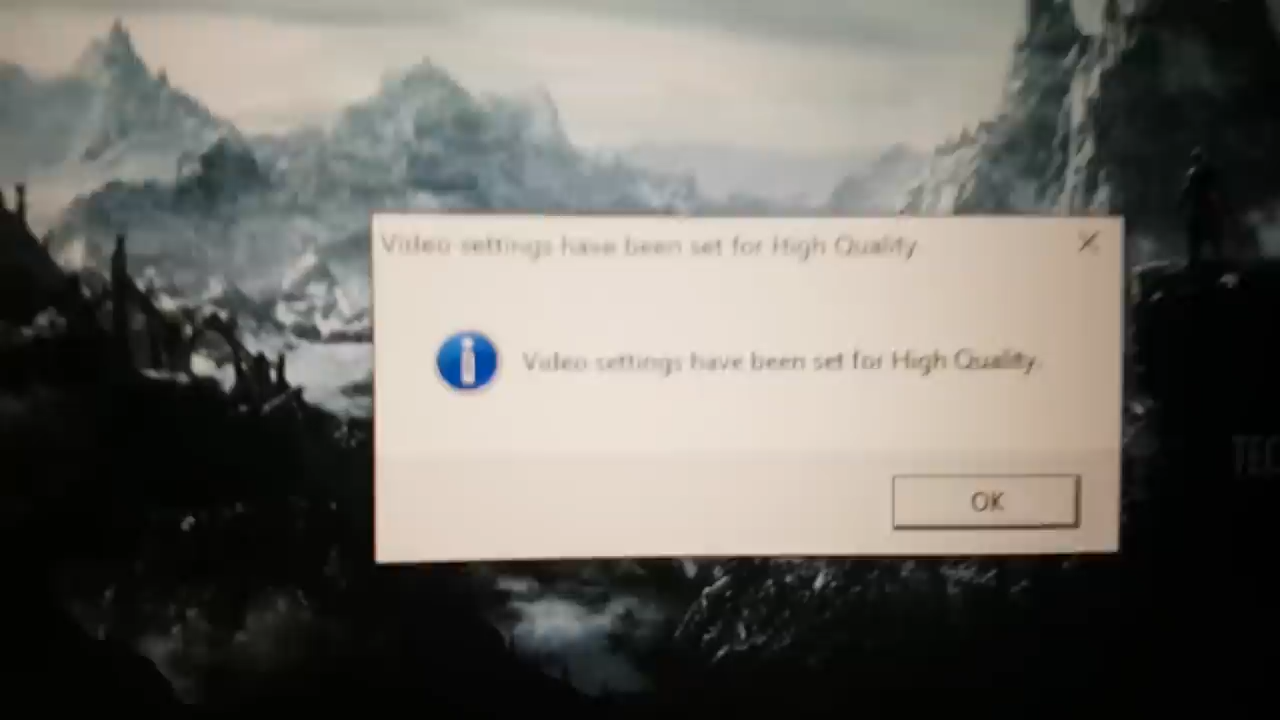 Video settings have been set for High Quality
Video settings have been set for High Quality.
OK